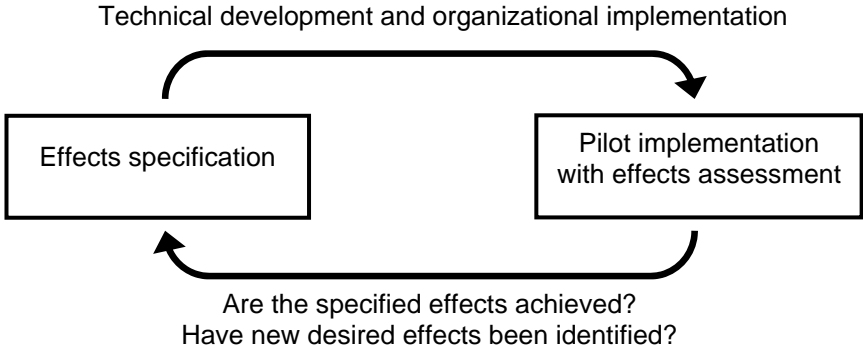 Technical development and organizational implementation
Effects specification
Pilot implementation
with effects assessment
Are the specified effects achieved?
Have new desired effects been identified?